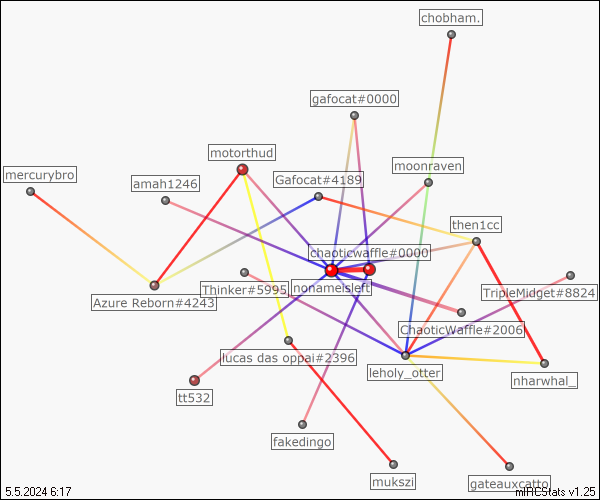 chobham.
gafocat#0000
motorthud
moonraven
mercurybro
amah1246
Gafocat#4189
then1cc
chaoticwaffle#0000
Azure Reborn#4243
Thinker#5995
nonameisleft
TripleMidget#8824
ChaoticWaffle#2006
lucas das oppai#2396
leholy_otter
nharwhal_
tt532
fakedingo
mukszi
gateauxcatto
5.5.2024 6:17
mIRCStats v1.25